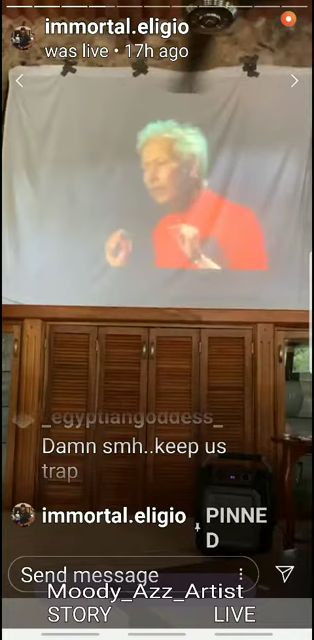 immortal.eligio
was live • 17h ago
_egyptiangoddess_
Damn smh..keep us
trap
immortal.eligio PINNE
D
Send message
Moody_Azz_Artist
STORY LIVE